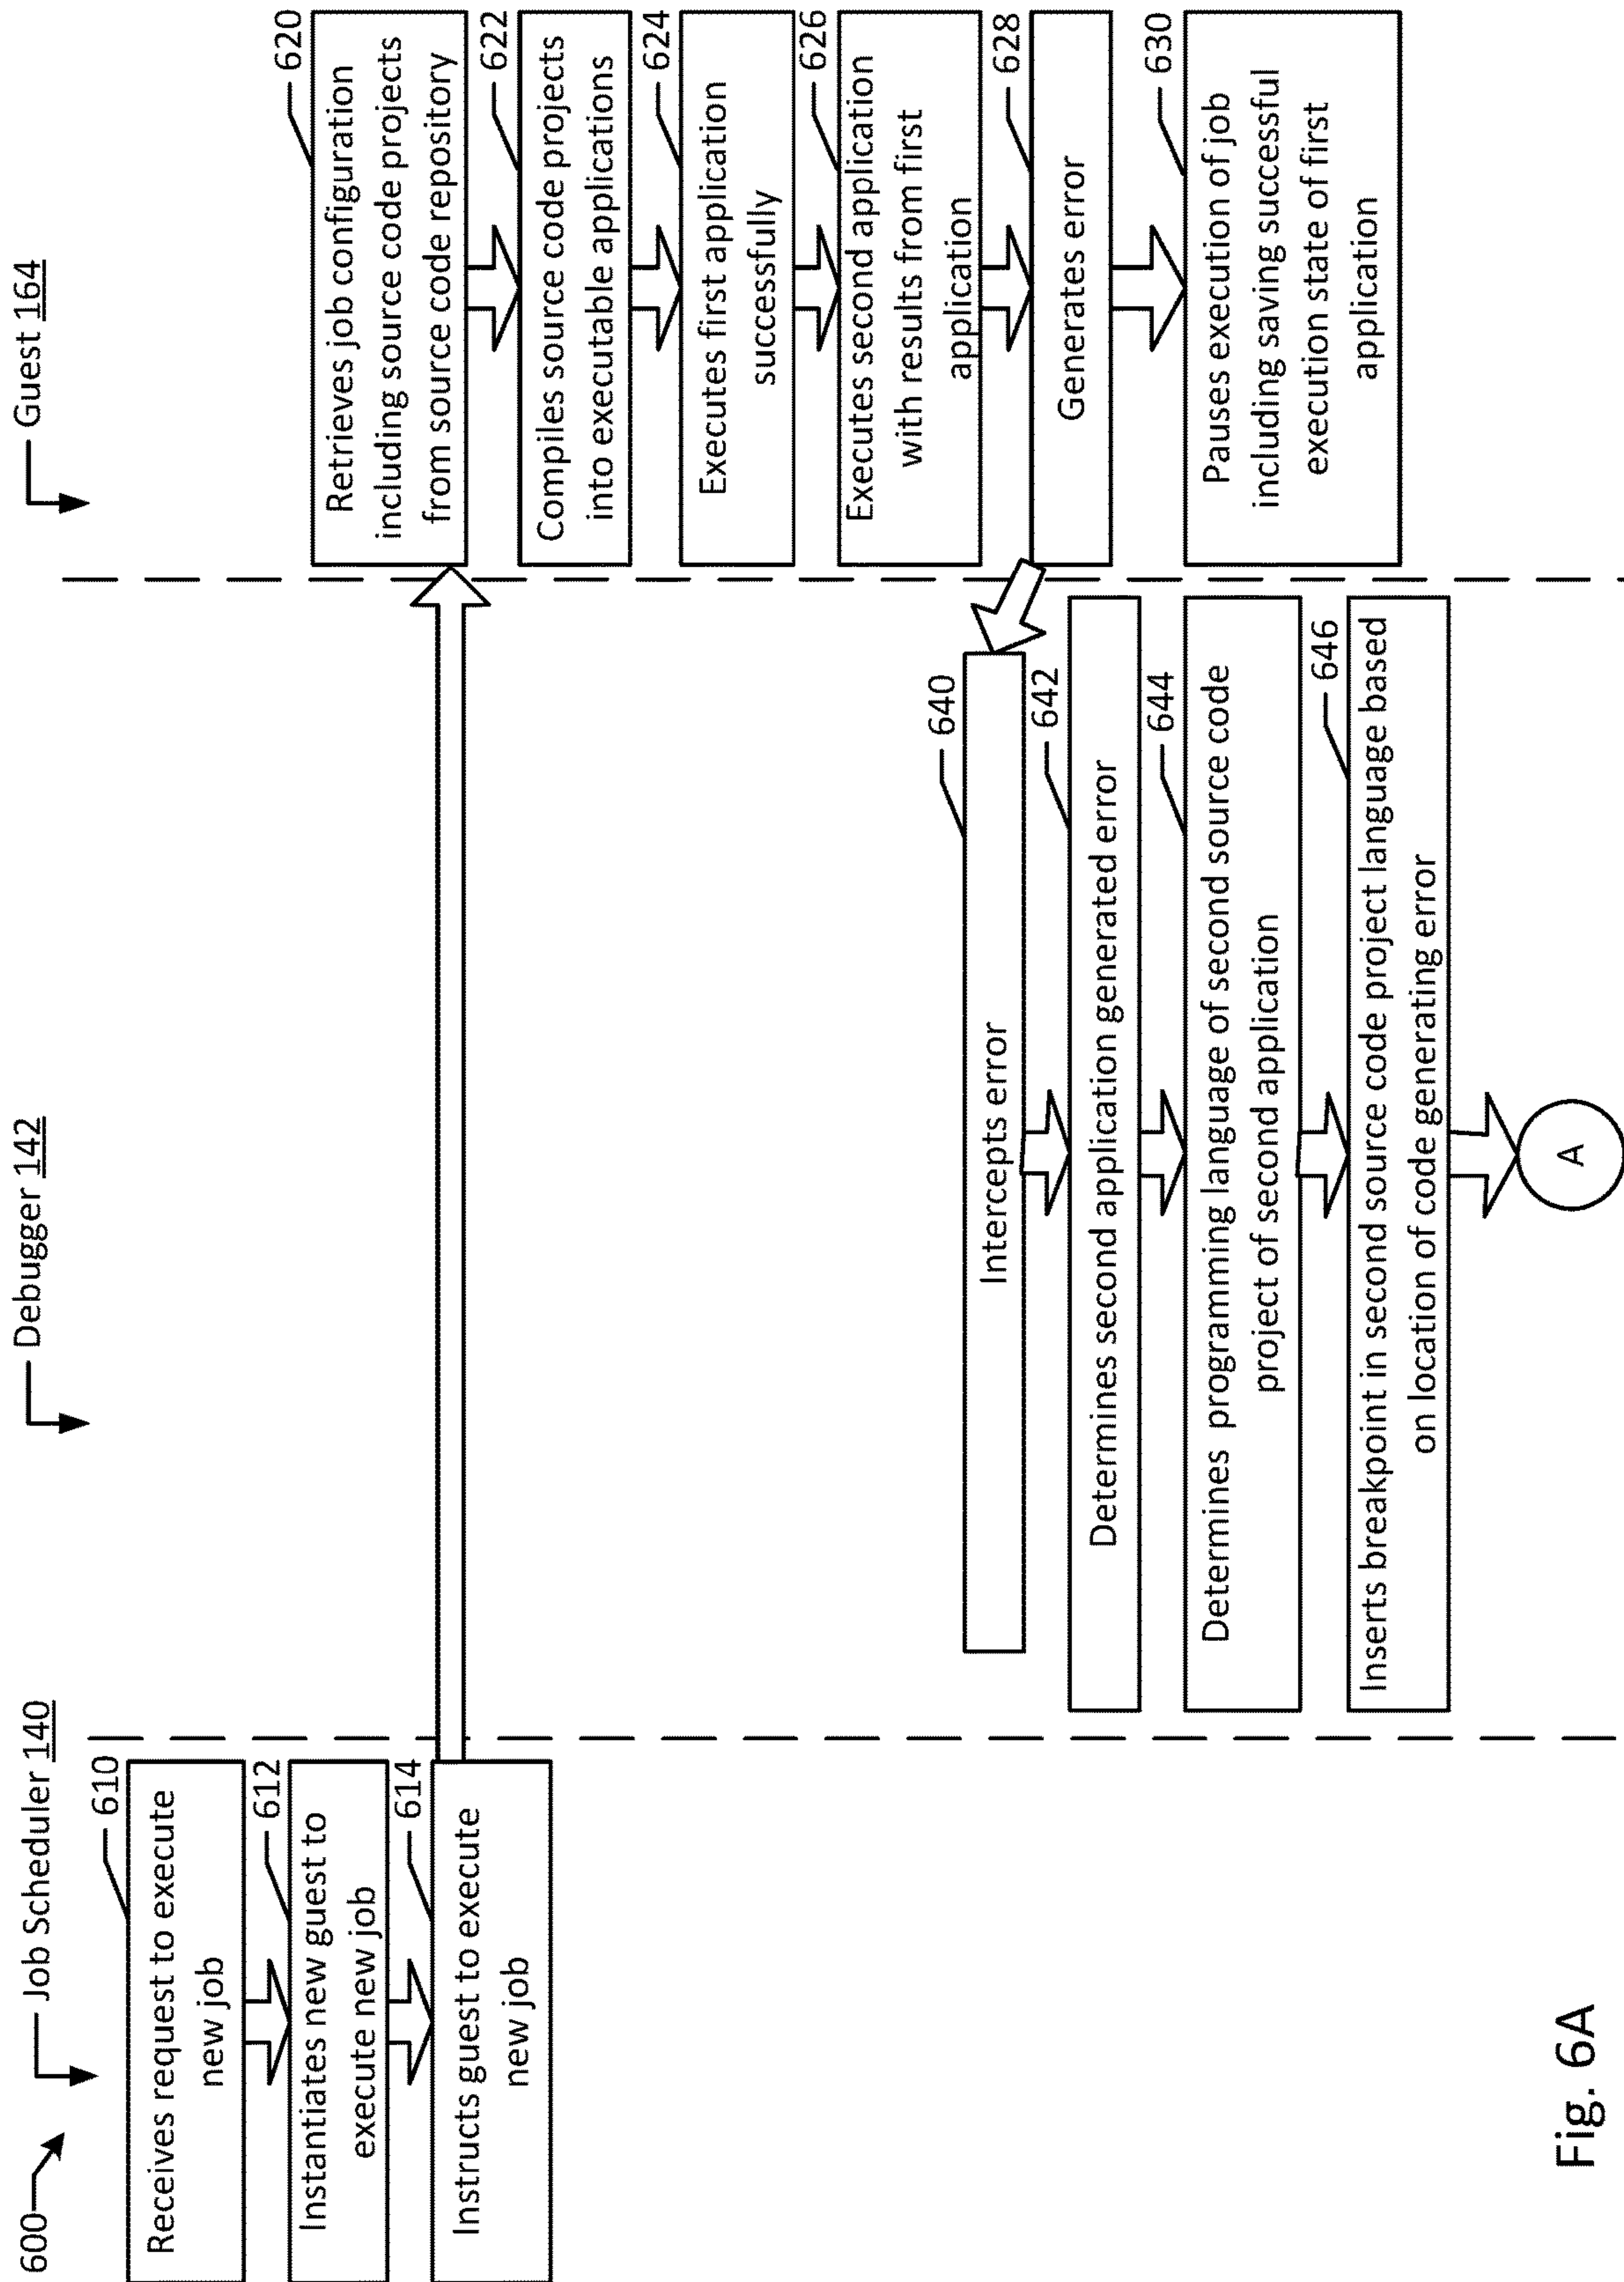 600
Job Scheduler 140
Debugger 142
Guest 164
610
Receives request to execute
new job
612
Instantiates new guest to
execute new job
614
Instructs guest to execute
new job
620
Retrieves job configuration
including source code projects
from source code repository
622
Compiles source code projects
into executable applications
624
Executes first application
successfully
626
Executes second application
with results from first
application
628
Generates error
630
Pauses execution of job
including saving successful
execution state of first
application
640
Intercepts error
642
Determines second application generated error
644
Determines programming language of second source code
project of second application
646
Inserts breakpoint in second source code project language based
on location of code generating error
A
Fig. 6A